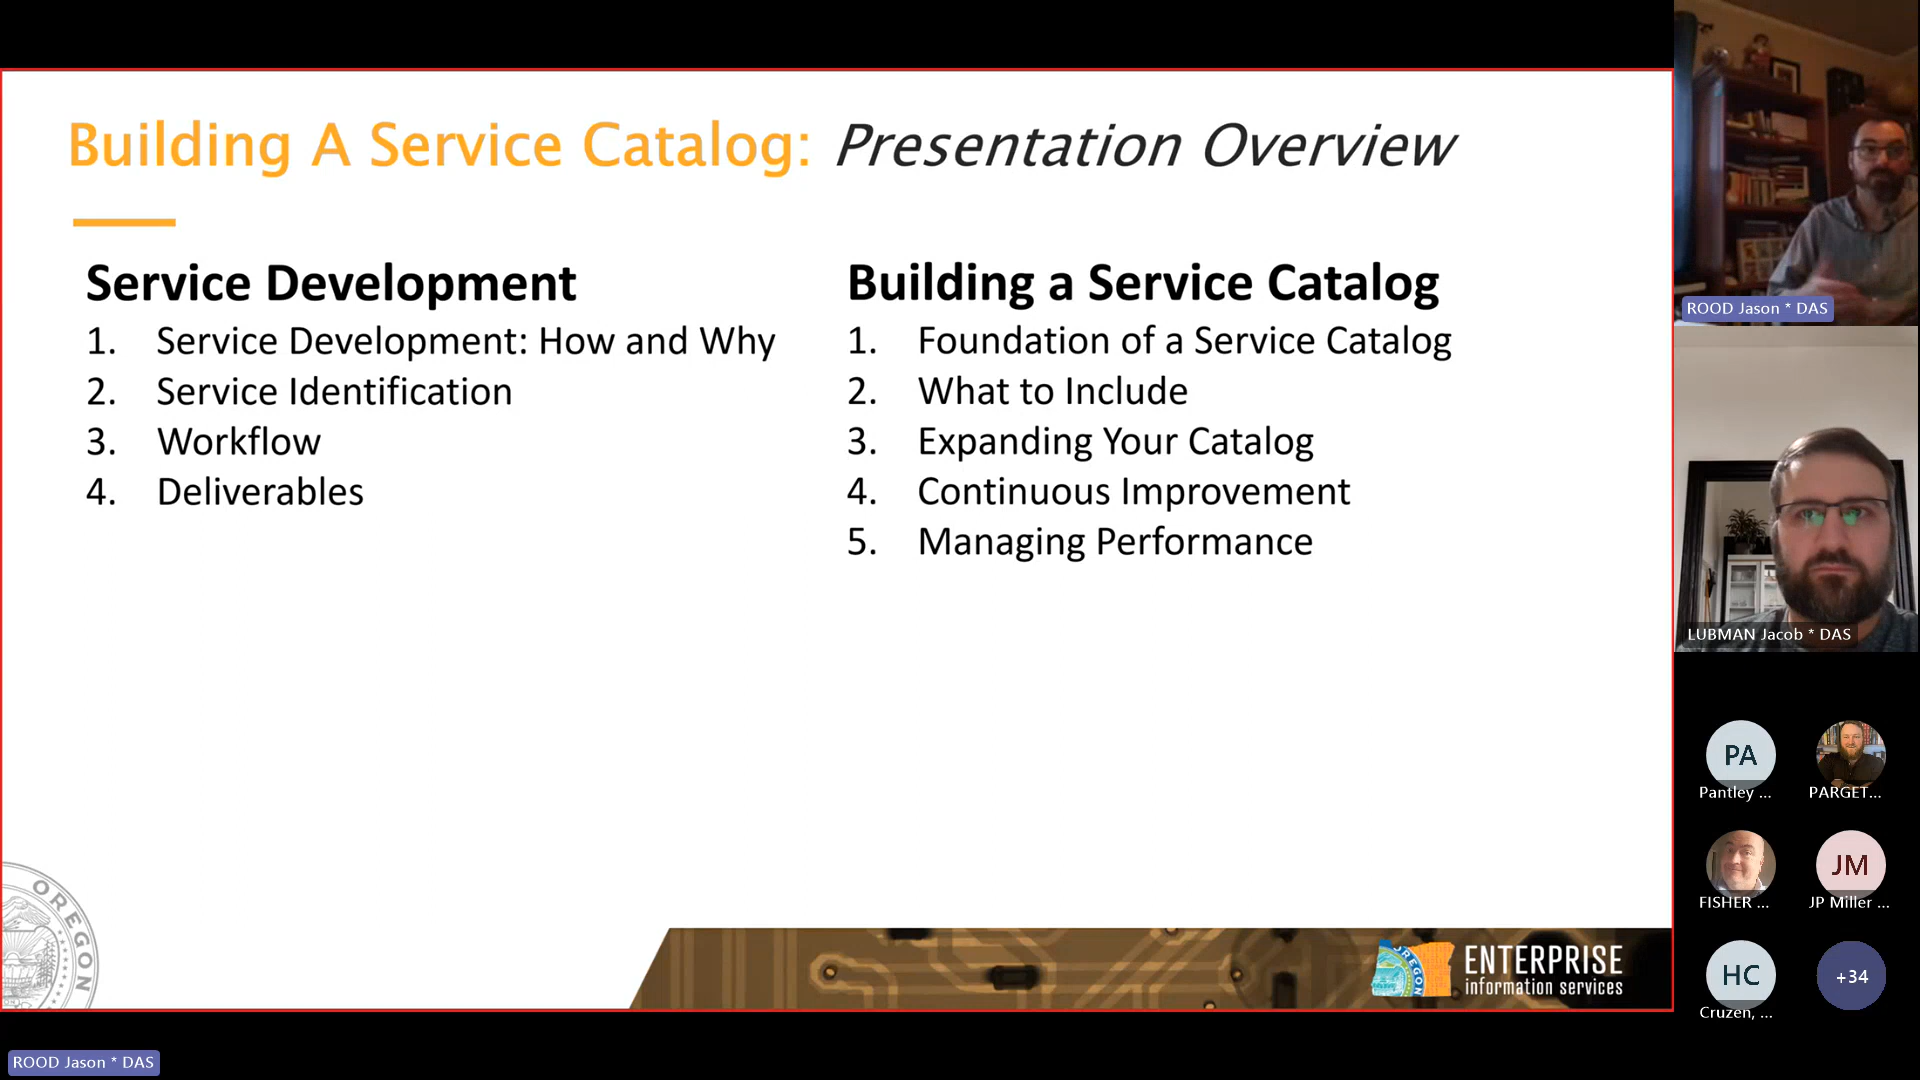 Building A Service Catalog: Presentation Overview
Service Development
1. Service Development: How and Why
2. Service Identification
3. Workflow
4. Deliverables
Building a Service Catalog
1. Foundation of a Service Catalog
2. What to Include
3. Expanding Your Catalog
4. Continuous Improvement
5. Managing Performance
OREGON
OREGON
ENTERPRISE
information services
ROOD Jason * DAS
LUBMAN Jacob * DAS
PA
Pantley ...
PARGET...
FISHER ...
JM
JP Miller ...
HC
Cruzen, ...
+34
ROOD Jason * DAS